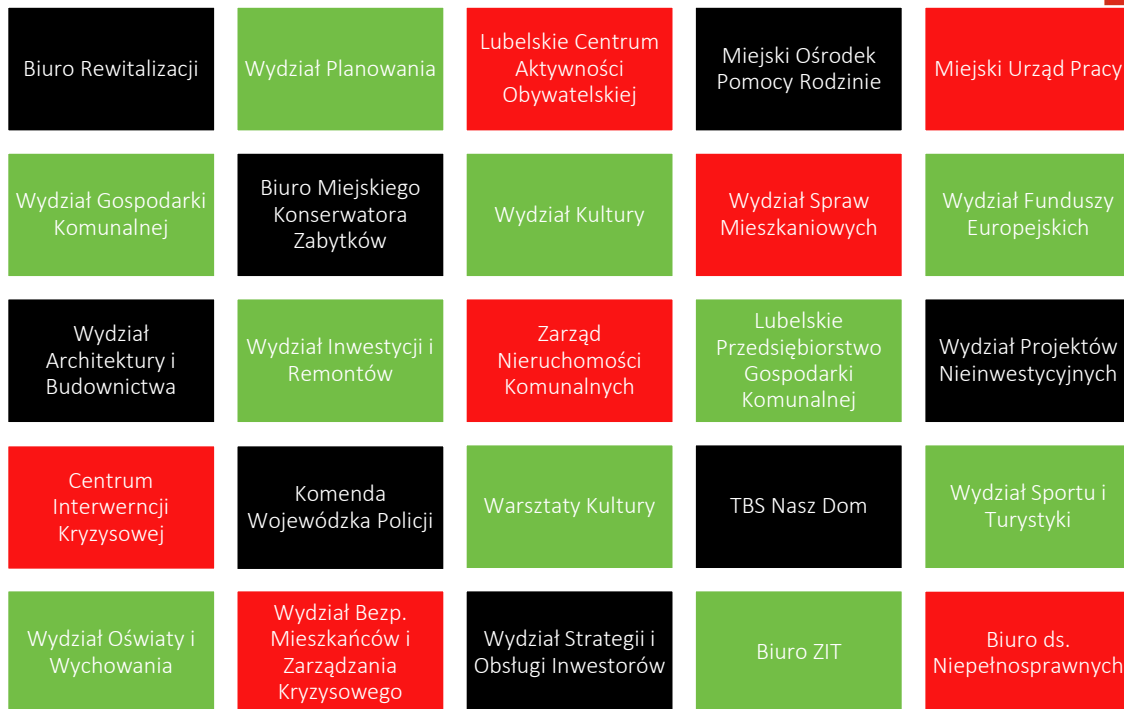 Biuro Rewitalizacji
Wydział Planowania
Lubelskie Centrum
Aktywności
Obywatelskiej
Miejski Ośrodek
Pomocy Rodzinie
Miejski Urząd Pracy
Wydział Gospodarki
Komunalnej
Biuro Miejskiego
Konserwatora
Zabytków
Wydział Kultury
Wydział Spraw
Mieszkaniowych
Wydział Funduszy
Europejskich
Wydział
Architektury i
Budownictwa
Wydział Inwestycji i
Remontów
Zarząd
Nieruchomości
Komunalnych
Lubelskie
Przedsiębiorstwo
Gospodarki
Komunalnej
Wydział Projektów
Nieinwestycyjnych
Centrum
Interwerncji
Kryzysowej
Komenda
Wojewódzka Policji
Warsztaty Kultury
TBS Nasz Dom
Wydział Sportu i
Turystyki
Wydział Oświaty i
Wychowania
Wydział Bezp.
Mieszkańców i
Zarządzania
Kryzysowego
Wydział Strategii i
Obsługi Inwestorów
Biuro ZIT
Biuro ds.
Niepełnosprawnych